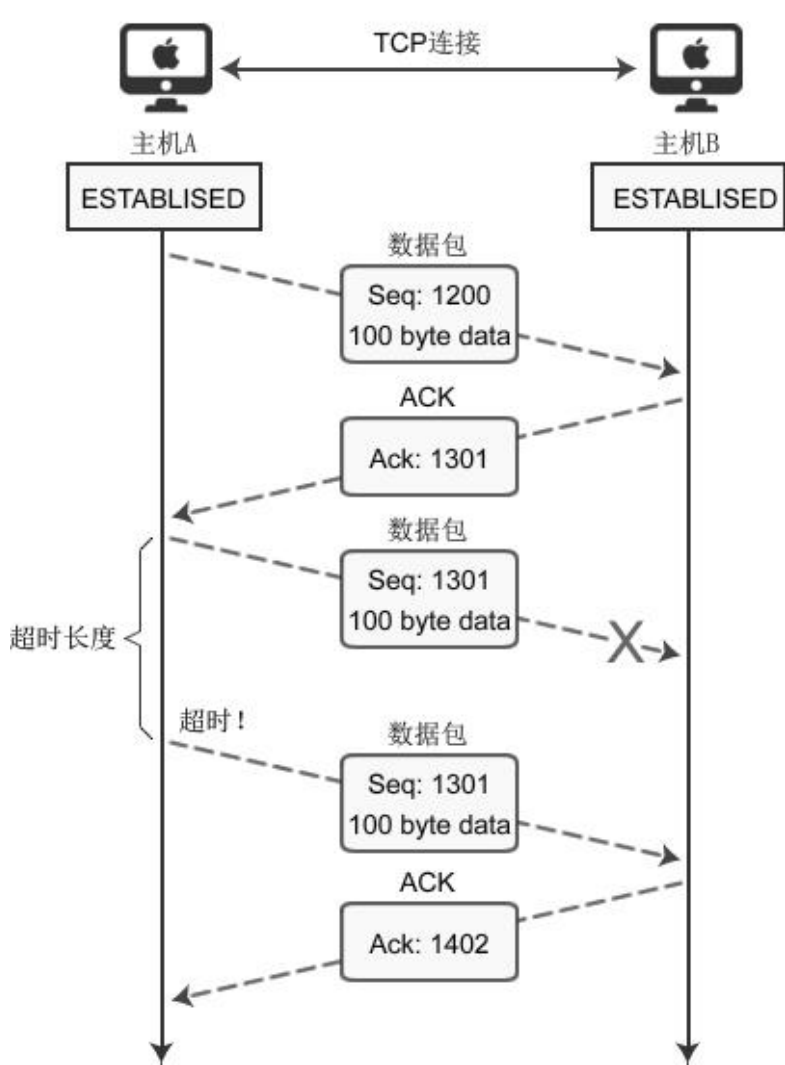 TCP连接
主机A
主机B
ESTABLISED
ESTABLISED
数据包
Seq: 1200
100 byte data
ACK
Ack: 1301
数据包
Seq: 1301
100 byte data
X
超时长度
超时!
数据包
Seq: 1301
100 byte data
ACK
Ack: 1402